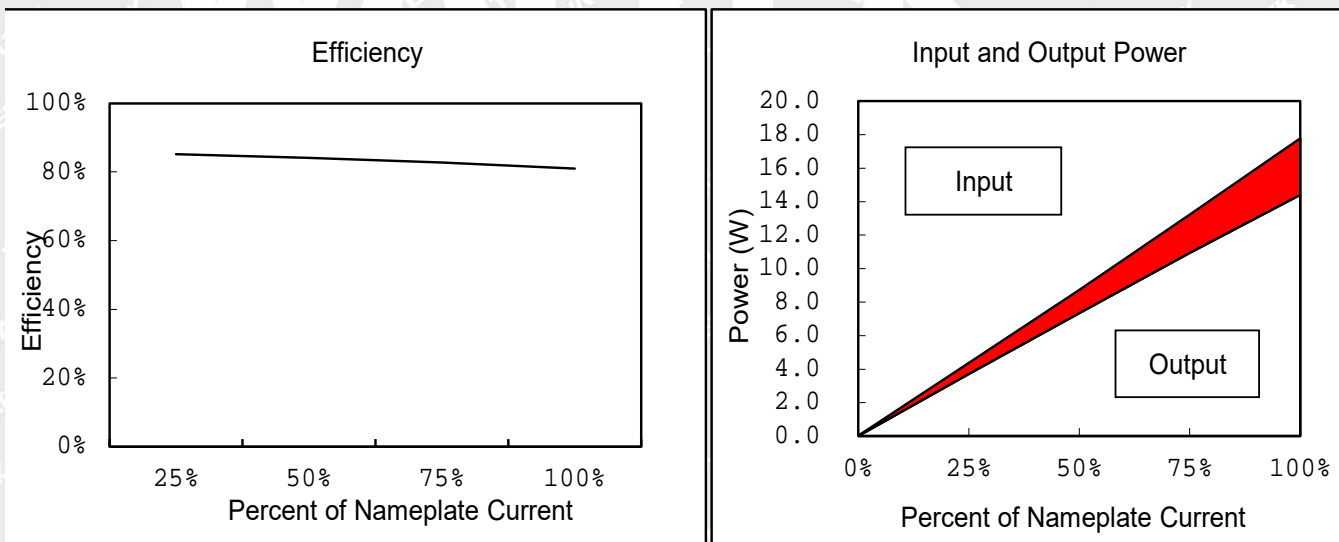 Efficiency
100%
80%
60%
40%
20%
0%
Efficiency
25% 50% 75% 100%
Percent of Nameplate Current
Input and Output Power
20.0
18.0
16.0
14.0
12.0
10.0
8.0
6.0
4.0
2.0
0.0
Power (W)
Input
Output
0% 25% 50% 75% 100%
Percent of Nameplate Current